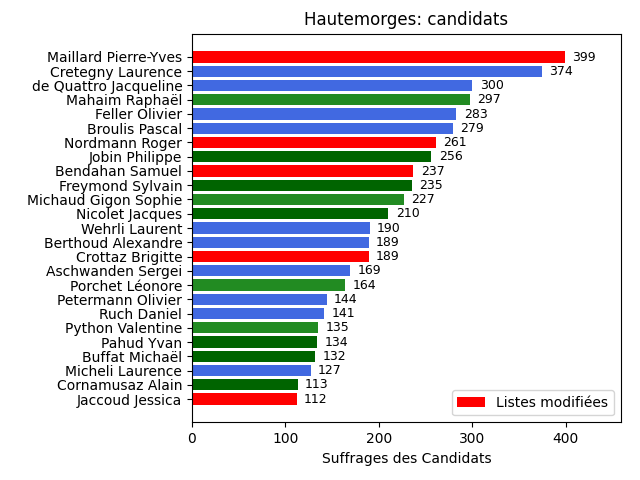 Hautemorges: candidats
Maillard Pierre-Yves 399
Cretegny Laurence 374
de Quattro Jacqueline 300
Mahaim Raphaël 297
Feller Olivier 283
Broulis Pascal 279
Nordmann Roger 261
Jobin Philippe 256
Bendahan Samuel 237
Freymond Sylvain 235
Michaud Gigon Sophie 227
Nicolet Jacques 210
Wehrli Laurent 190
Berthoud Alexandre 189
Crottaz Brigitte 189
Aschwanden Sergei 169
Porchet Léonore 164
Petermann Olivier 144
Ruch Daniel 141
Python Valentine 135
Pahud Yvan 134
Buffat Michaël 132
Micheli Laurence 127
Cornamusaz Alain 113
Jaccoud Jessica 112
Listes modifiées
0 100 200 300 400
Suffrages des Candidats